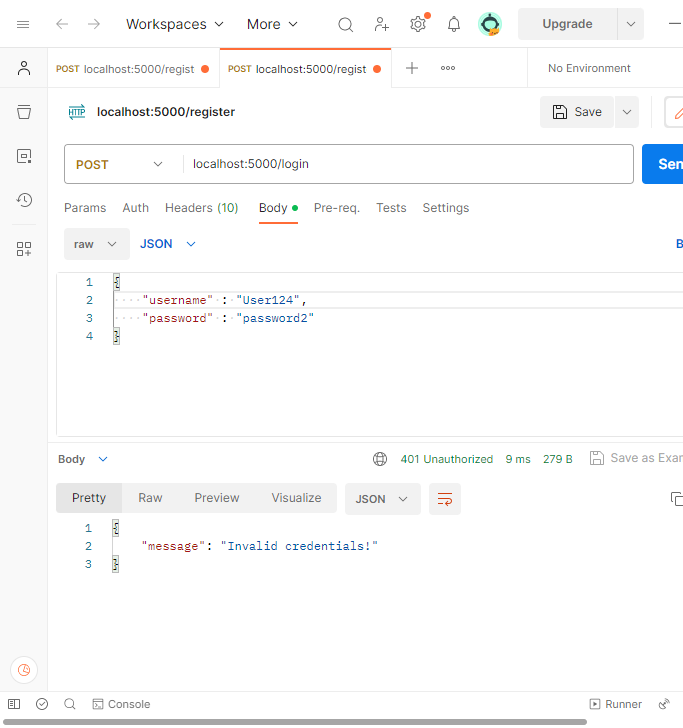 Workspaces More Upgrade
POST localhost:5000/regist POST localhost:5000/regist No Environment
HTTP localhost:5000/register Save
POST localhost:5000/login Sen
Params Auth Headers (10) Body Pre-req. Tests Settings
raw JSON B
1 {
2 "username" : "User124",
3 "password" : "password2"
4 }
Body 401 Unauthorized 9 ms 279 B Save as Exar
Pretty Raw Preview Visualize JSON
1 {
2 "message": "Invalid credentials!"
3 }
Console Runner